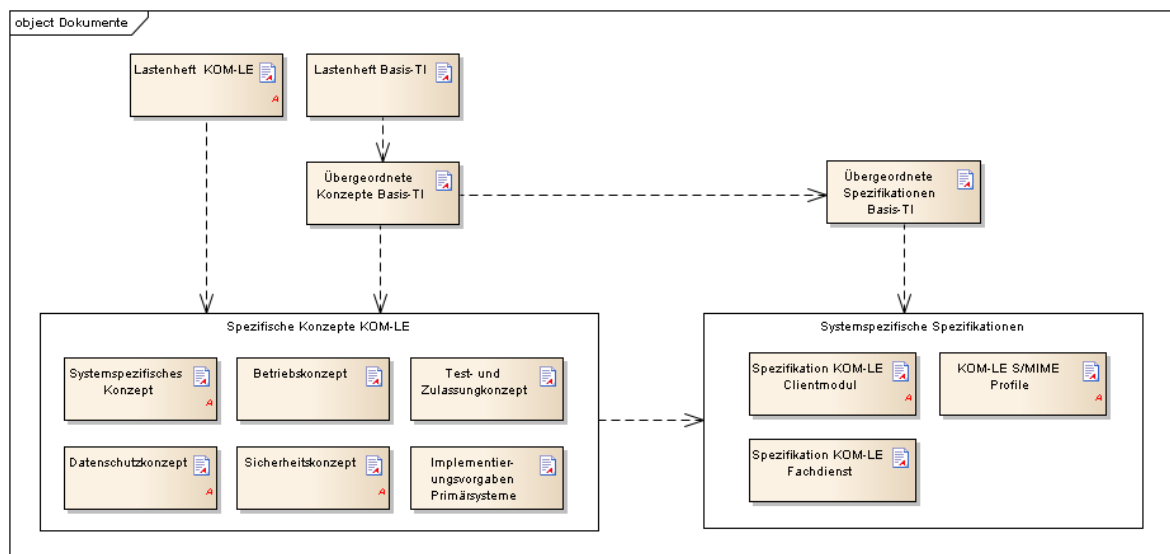 object Dokumente
Lastenheft KOM-LE
A
Lastenheft Basis-TI
Übergeordnete
Konzepte Basis-TI
Übergeordnete
Spezifikationen
Basis-TI
Spezifische Konzepte KOM-LE
Systemspezifisches
Konzept
A
Betriebskonzept
Test- und
Zulassungkonzept
Datenschutzkonzept
A
Sicherheitskonzept
A
Implementier-
ungsvorgaben
Primärsysteme
Systemspezifische Spezifikationen
Spezifikation KOM-LE
Clientmodul
A
KOM-LE S/MIME
Profile
A
Spezifikation KOM-LE
Fachdienst